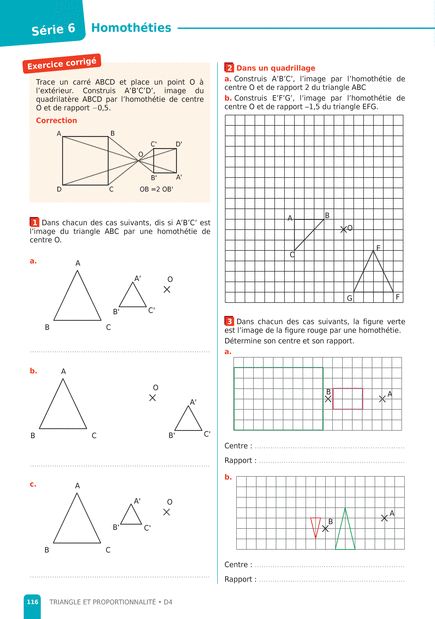 Série 6
Homothéties
Exercice corrigé
Trace un carré ABCD et place un point O à
l'extérieur. Construis A'B'C'D', image du
quadrilatère ABCD par l'homothétie de centre
O et de rapport −0,5.
Correction
A
B
C'
D'
O
B'
A'
D
C
OB =2 OB'
1 Dans chacun des cas suivants, dis si A'B'C' est
l'image du triangle ABC par une homothétie de
centre O.
a.
A
A'
O
B'
C'
B
C
b.
A
O
A'
B
C
B'
C'
c.
A
A'
O
B'
C'
B
C
2 Dans un quadrillage
a. Construis A'B'C', l'image par l'homothétie de
centre O et de rapport 2 du triangle ABC
b. Construis E'F'G', l'image par l'homothétie de
centre O et de rapport –1,5 du triangle EFG.
A
B
O
C
E
G
F
3 Dans chacun des cas suivants, la figure verte
est l'image de la figure rouge par une homothétie.
Détermine son centre et son rapport.
a.
B
A
Centre :
Rapport :
b.
B
A
Centre :
Rapport :
116 TRIANGLE ET PROPORTIONNALITÉ • D4